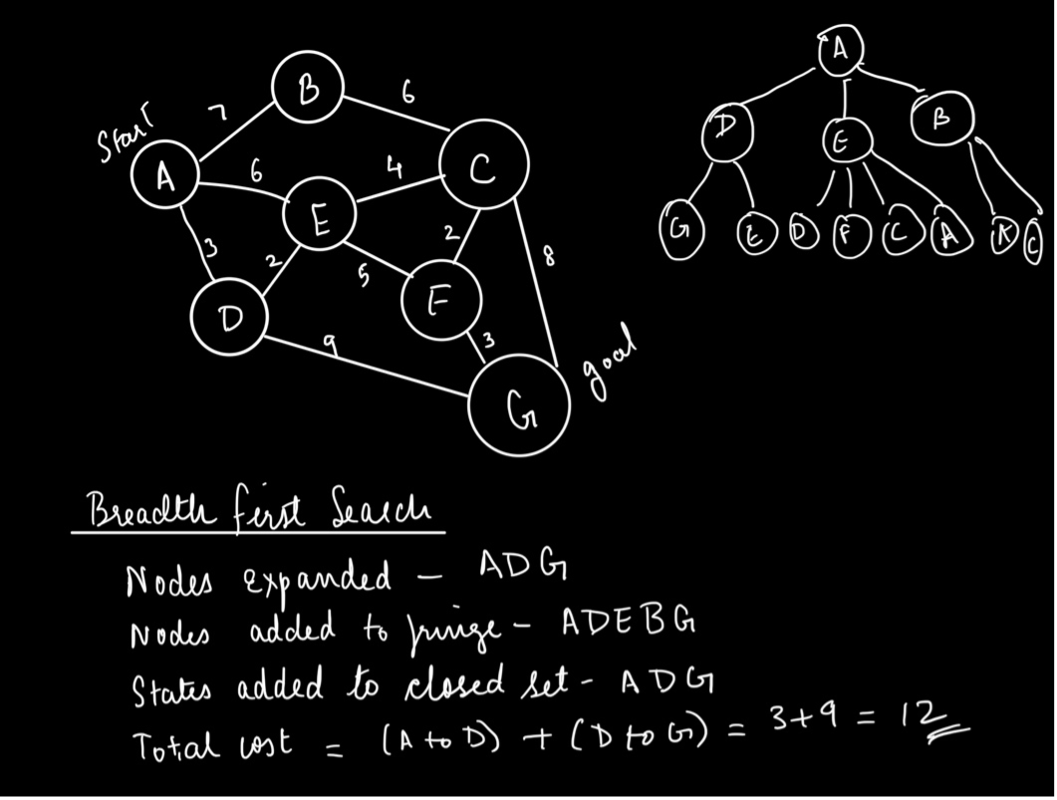 Start
A
B
C
D
E
F
G
7
6
6
4
3
2
5
2
8
9
3
goal
A
D
E
B
G
E
D
F
C
A
C
Breadth first Search
Nodes expanded - ADG
Nodes added to fringe - ADEBG
States added to closed set - ADG
Total cost = (A to D) + (D to G) = 3+9 = 12